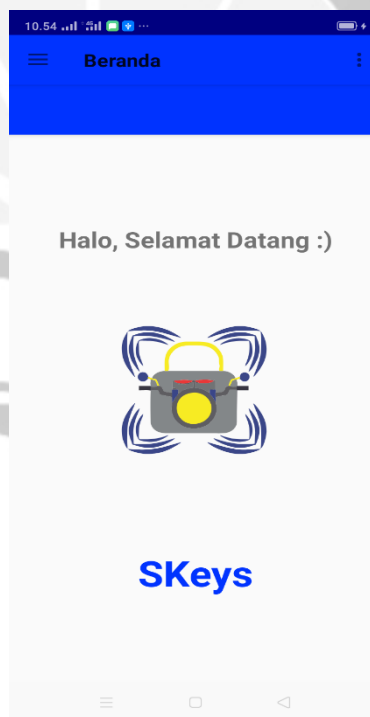 10.54 ...
Beranda
Halo, Selamat Datang :)
SKeys